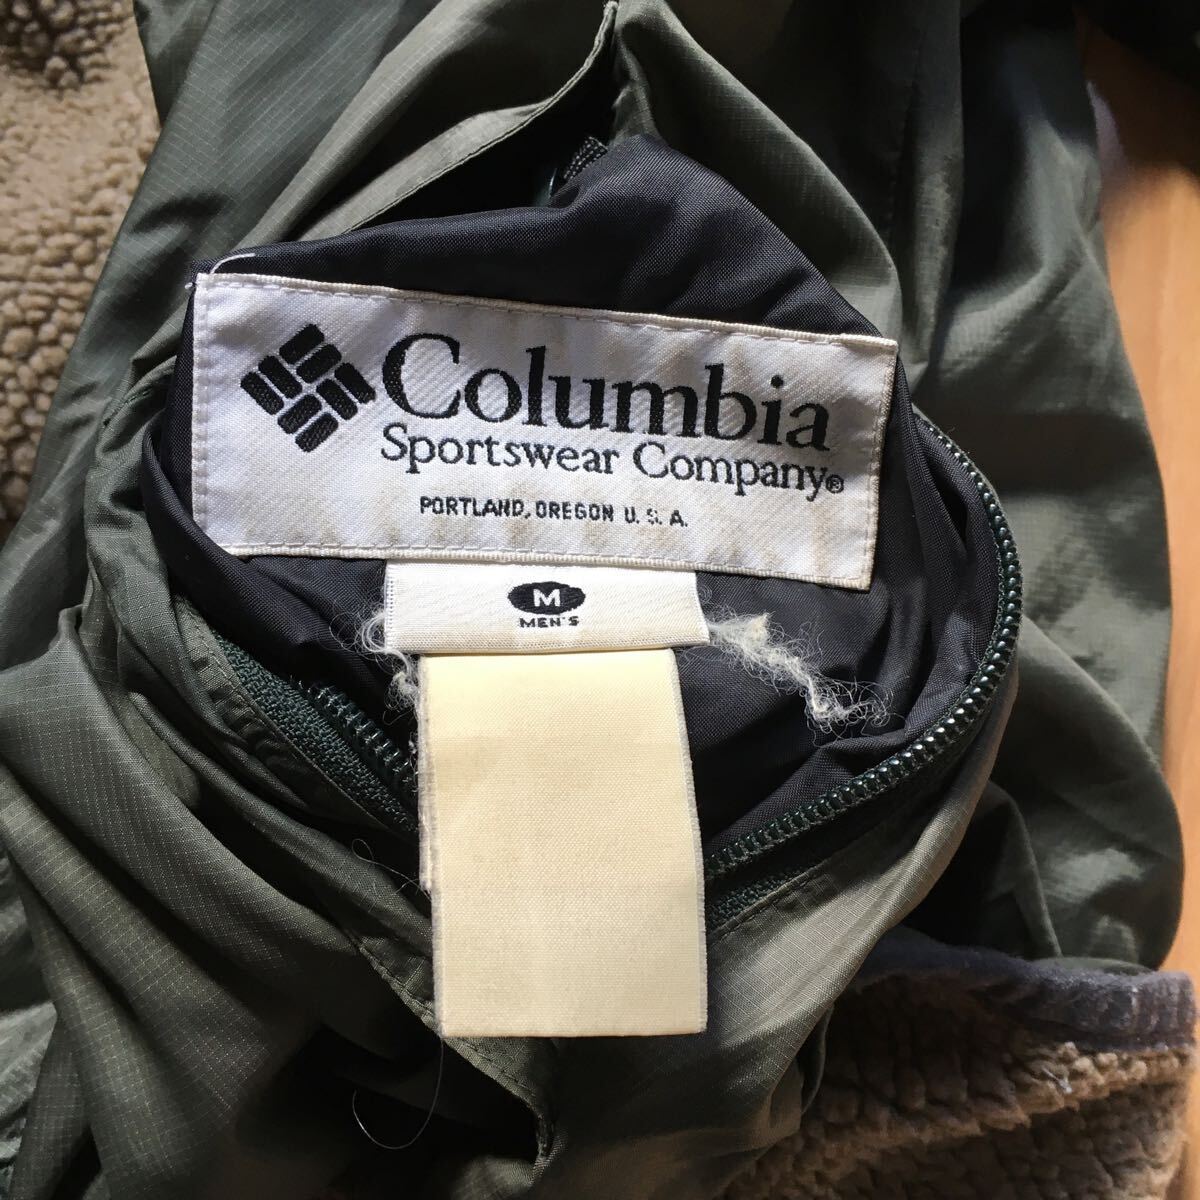 Columbia
Sportswear Company®
PORTLAND, OREGON U.S.A.
M
MEN'S